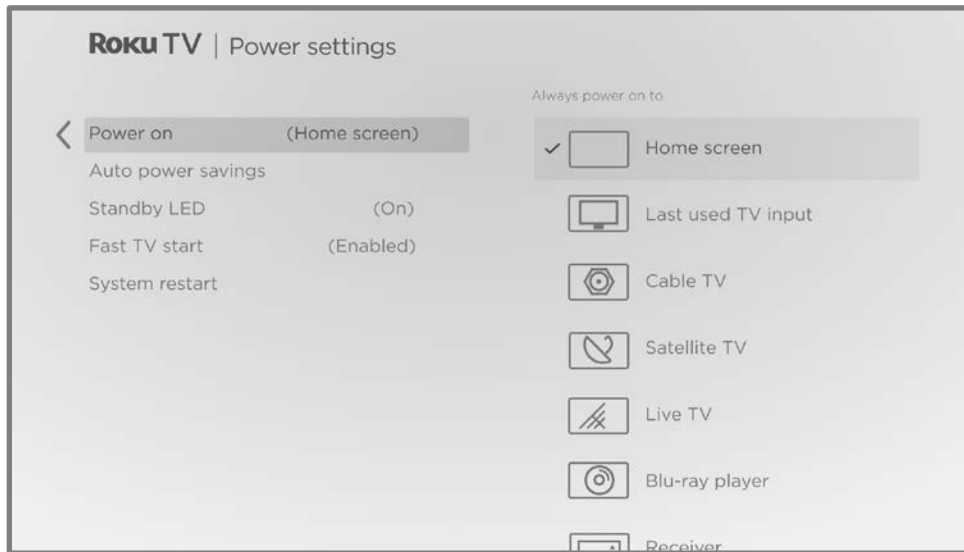 Roku TV | Power settings
Always power on to
Power on (Home screen)
Auto power savings
Standby LED (On)
Fast TV start (Enabled)
System restart
Home screen
Last used TV input
Cable TV
Satellite TV
Live TV
Blu-ray player
Receiver